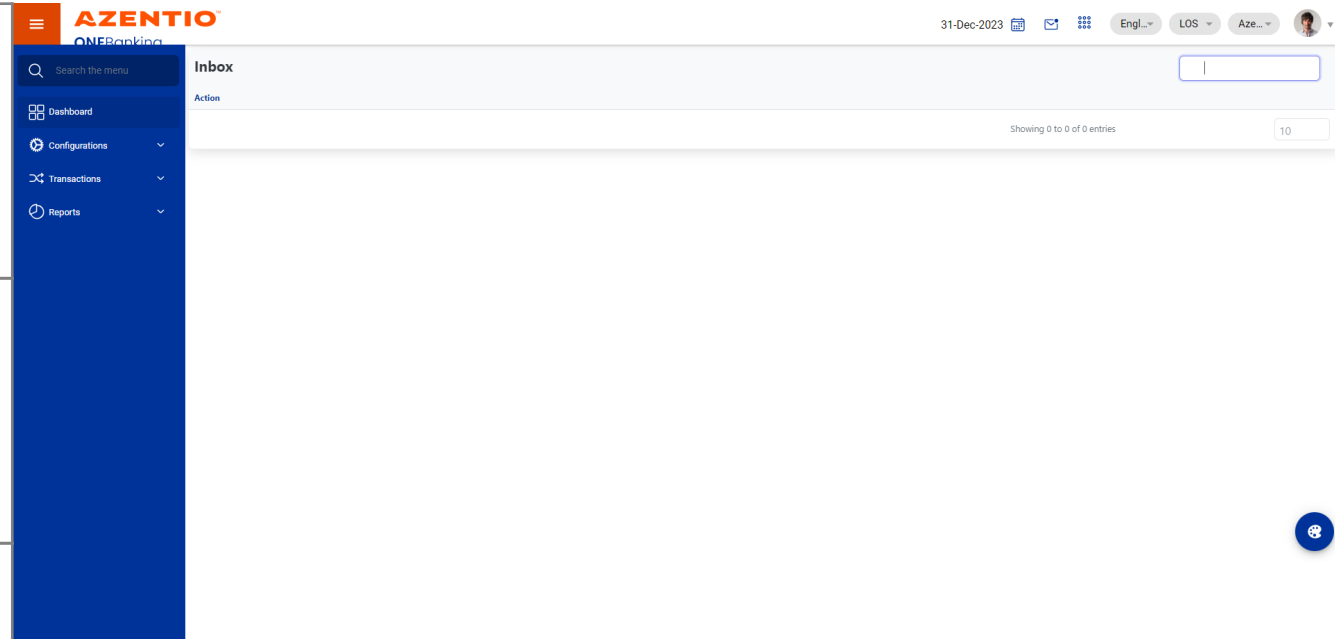 AZENTIO™
ONEBanking
31-Dec-2023
Engl...
LOS
Aze...
Search the menu
Inbox
Action
Dashboard
Showing 0 to 0 of 0 entries
10
Configurations
Transactions
Reports